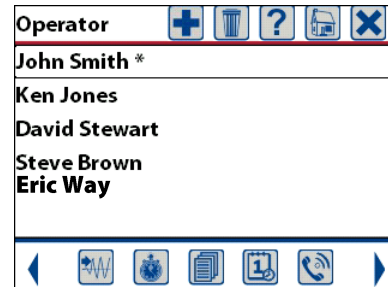 Operator
John Smith *
Ken Jones
David Stewart
Steve Brown
Eric Way